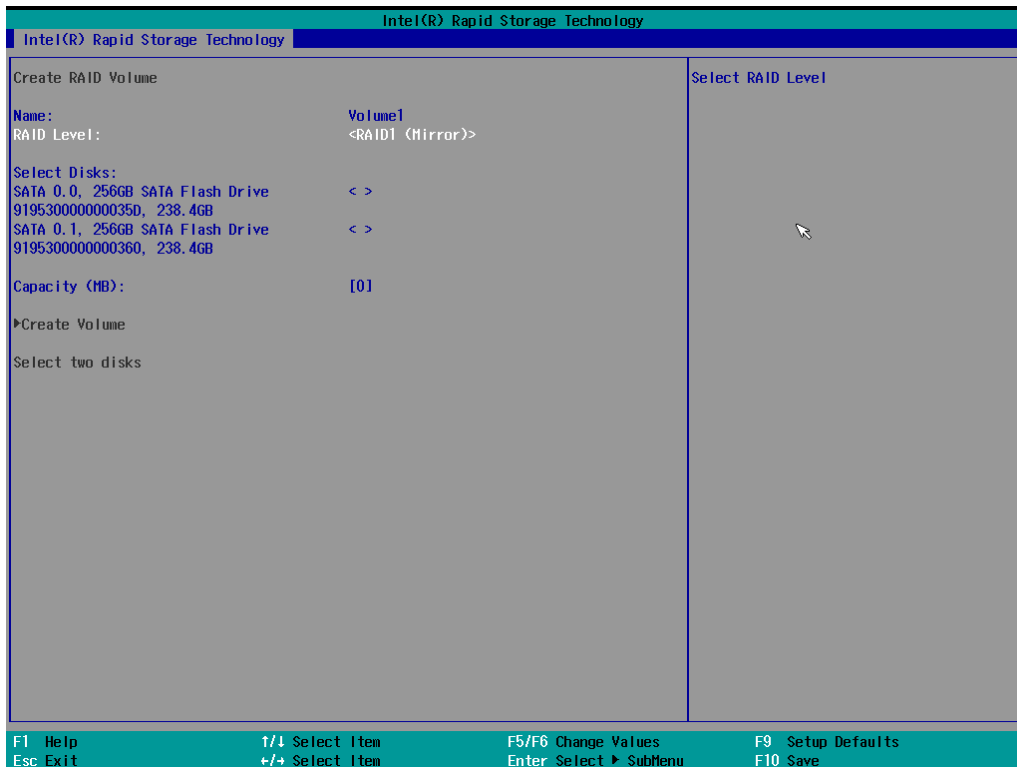 Intel(R) Rapid Storage Technology
Intel(R) Rapid Storage Technology
Create RAID Volume
Select RAID Level
Name: Volume1
RAID Level: <RAID1 (Mirror)>
Select Disks:
SATA 0.0, 256GB SATA Flash Drive < >
919530000000035D, 238.4GB
SATA 0.1, 256GB SATA Flash Drive < >
9195300000000360, 238.4GB
Capacity (MB): [0]
▶Create Volume
Select two disks
F1 Help ↑/↓ Select Item F5/F6 Change Values F9 Setup Defaults
Esc Exit ←/→ Select Item Enter Select ▶ SubMenu F10 Save